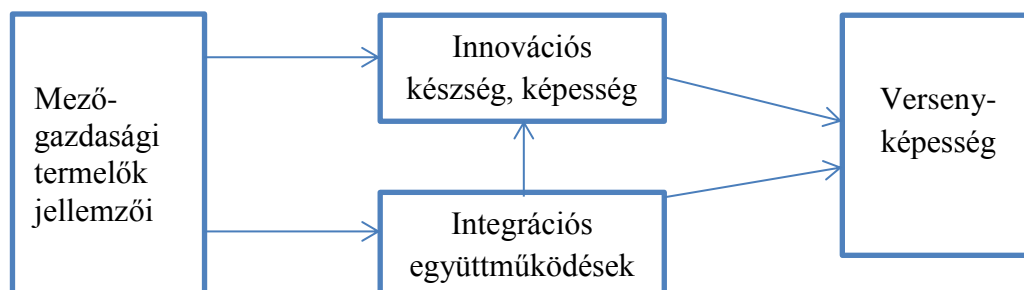 Mező-
gazdasági
termelők
jellemzői
Innovációs
készség, képesség
Integrációs
együttműködések
Verseny-
képesség